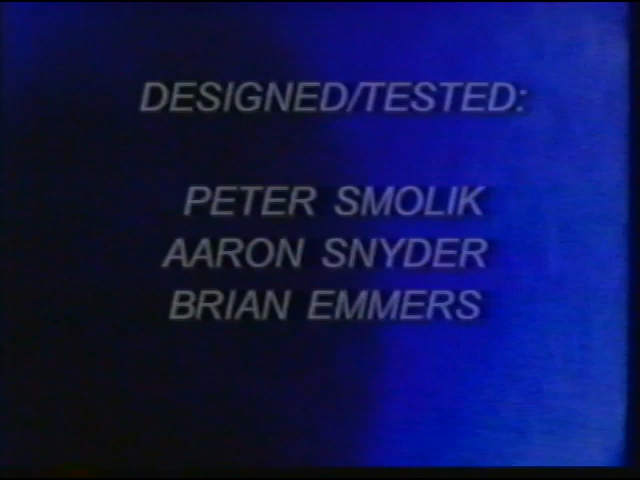 DESIGNED/TESTED:
PETER SMOLIK
AARON SNYDER
BRIAN EMMERS